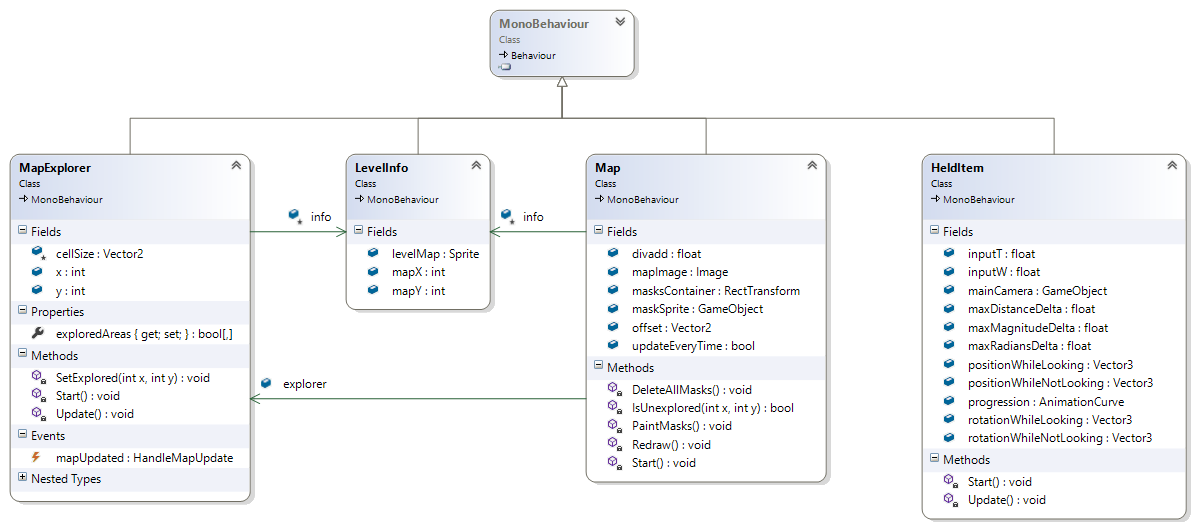 MonoBehaviour
Class
Behaviour
MapExplorer
Class
MonoBehaviour
Fields
cellSize : Vector2
x : int
y : int
Properties
exploredAreas { get; set; } : bool[,]
Methods
SetExplored(int x, int y) : void
Start() : void
Update() : void
Events
mapUpdated : HandleMapUpdate
Nested Types
info
LevelInfo
Class
MonoBehaviour
Fields
levelMap : Sprite
mapX : int
mapY : int
info
explorer
Map
Class
MonoBehaviour
Fields
divadd : float
mapImage : Image
masksContainer : RectTransform
maskSprite : GameObject
offset : Vector2
updateEveryTime : bool
Methods
DeleteAllMasks() : void
IsUnexplored(int x, int y) : bool
PaintMasks() : void
Redraw() : void
Start() : void
HeldItem
Class
MonoBehaviour
Fields
inputT : float
inputW : float
mainCamera : GameObject
maxDistanceDelta : float
maxMagnitudeDelta : float
maxRadiansDelta : float
positionWhileLooking : Vector3
positionWhileNotLooking : Vector3
progression : AnimationCurve
rotationWhileLooking : Vector3
rotationWhileNotLooking : Vector3
Methods
Start() : void
Update() : void